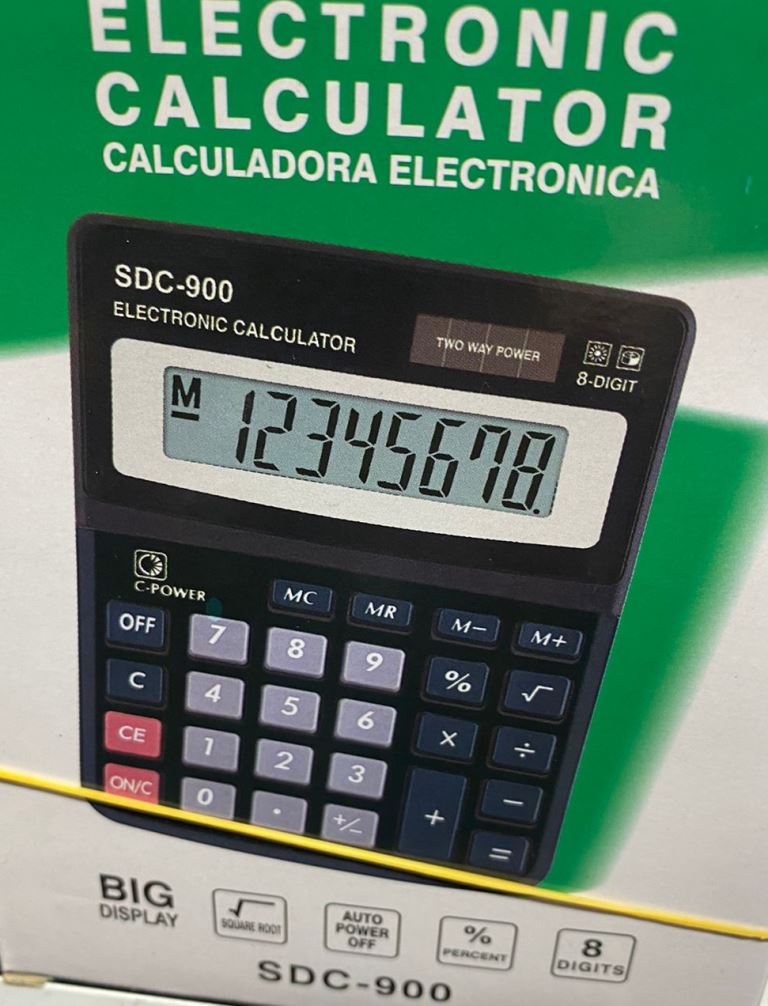 ELECTRONIC
CALCULATOR
CALCULADORA ELECTRONICA
SDC-900
ELECTRONIC CALCULATOR
TWO WAY POWER
8-DIGIT
M 12345678.
C-POWER
MC MR M− M+
OFF 7 8 9 % √
C 4 5 6 × ÷
CE 1 2 3 + −
ON/C 0 . +/− =
BIG
DISPLAY
√
SQUARE ROOT
AUTO
POWER
OFF
%
PERCENT
8
DIGITS
SDC-900